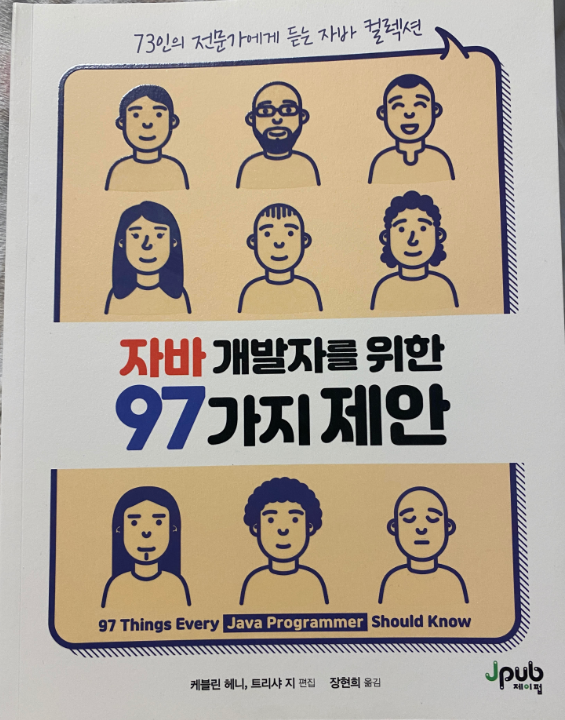 73인의 전문가에게 듣는 자바 컬렉션
자바 개발자를 위한
97가지 제안
97 Things Every Java Programmer Should Know
케블린 헤니, 트리샤 지 편집 장현희 옮김
Jpub
제이펍